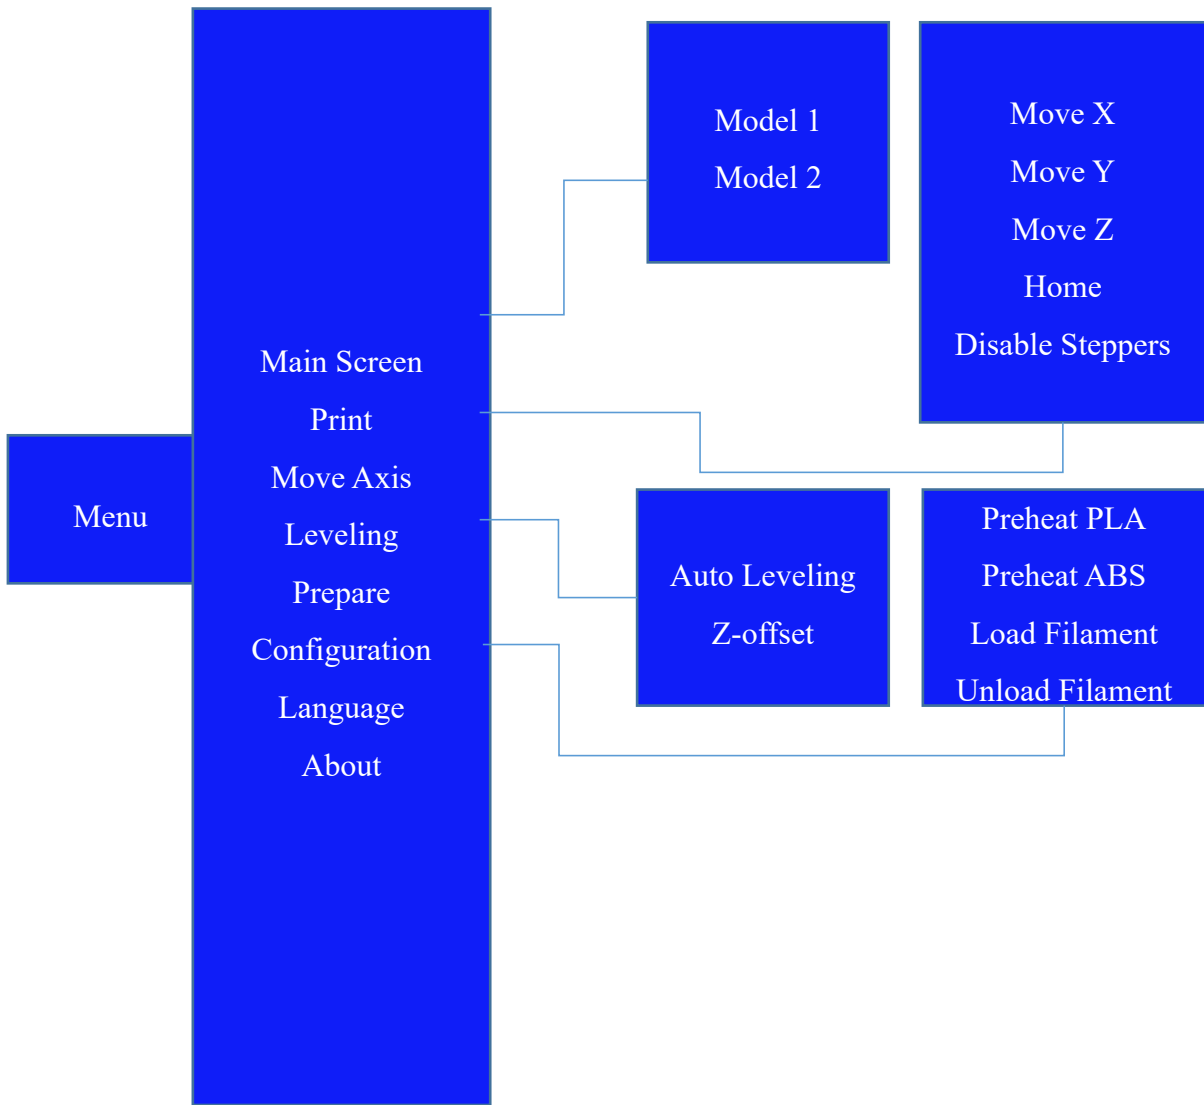 Menu
Main Screen
Print
Move Axis
Leveling
Prepare
Configuration
Language
About
Model 1
Model 2
Move X
Move Y
Move Z
Home
Disable Steppers
Auto Leveling
Z-offset
Preheat PLA
Preheat ABS
Load Filament
Unload Filament